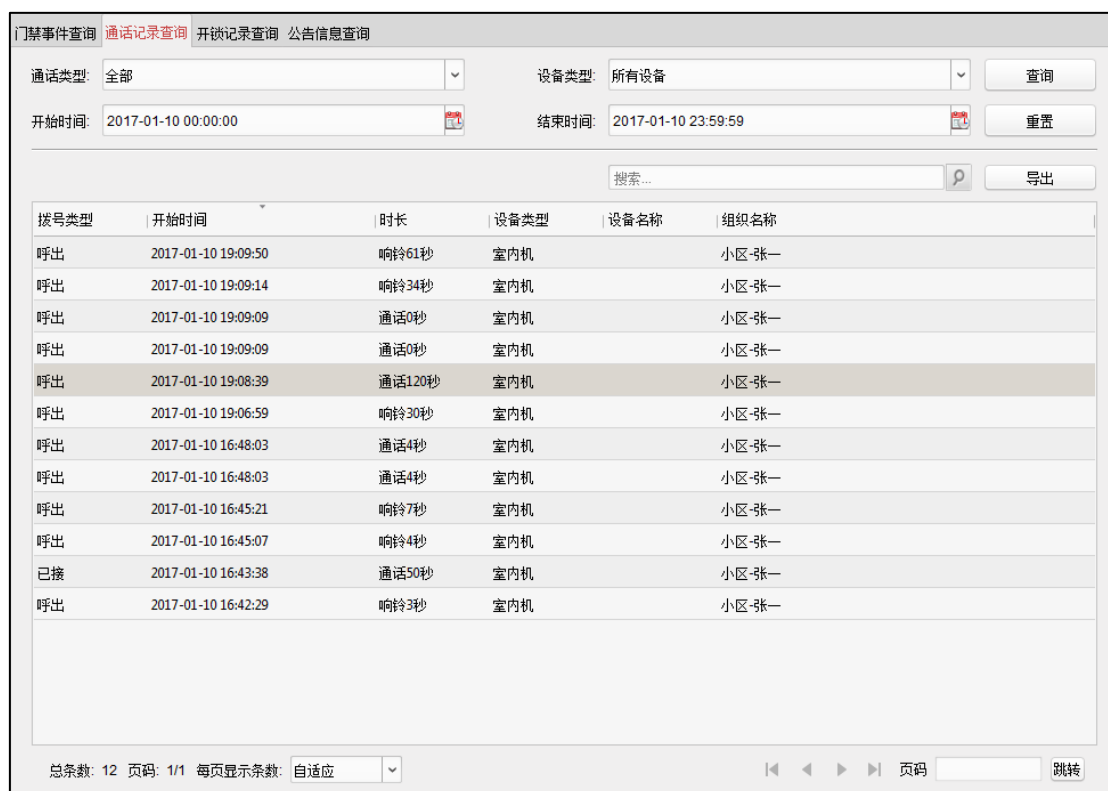 门禁事件查询 通话记录查询 开锁记录查询 公告信息查询
通话类型: 全部 设备类型: 所有设备 查询
开始时间: 2017-01-10 00:00:00 结束时间: 2017-01-10 23:59:59 重置
搜索... 导出
拨号类型 开始时间 时长 设备类型 设备名称 组织名称
呼出 2017-01-10 19:09:50 响铃61秒 室内机 小区-张一
呼出 2017-01-10 19:09:14 响铃34秒 室内机 小区-张一
呼出 2017-01-10 19:09:09 通话0秒 室内机 小区-张一
呼出 2017-01-10 19:09:09 通话0秒 室内机 小区-张一
呼出 2017-01-10 19:08:39 通话120秒 室内机 小区-张一
呼出 2017-01-10 19:06:59 响铃30秒 室内机 小区-张一
呼出 2017-01-10 16:48:03 通话4秒 室内机 小区-张一
呼出 2017-01-10 16:48:03 通话4秒 室内机 小区-张一
呼出 2017-01-10 16:45:21 响铃7秒 室内机 小区-张一
呼出 2017-01-10 16:45:07 响铃4秒 室内机 小区-张一
已接 2017-01-10 16:43:38 通话50秒 室内机 小区-张一
呼出 2017-01-10 16:42:29 响铃3秒 室内机 小区-张一
总条数: 12 页码: 1/1 每页显示条数: 自适应 页码 跳转